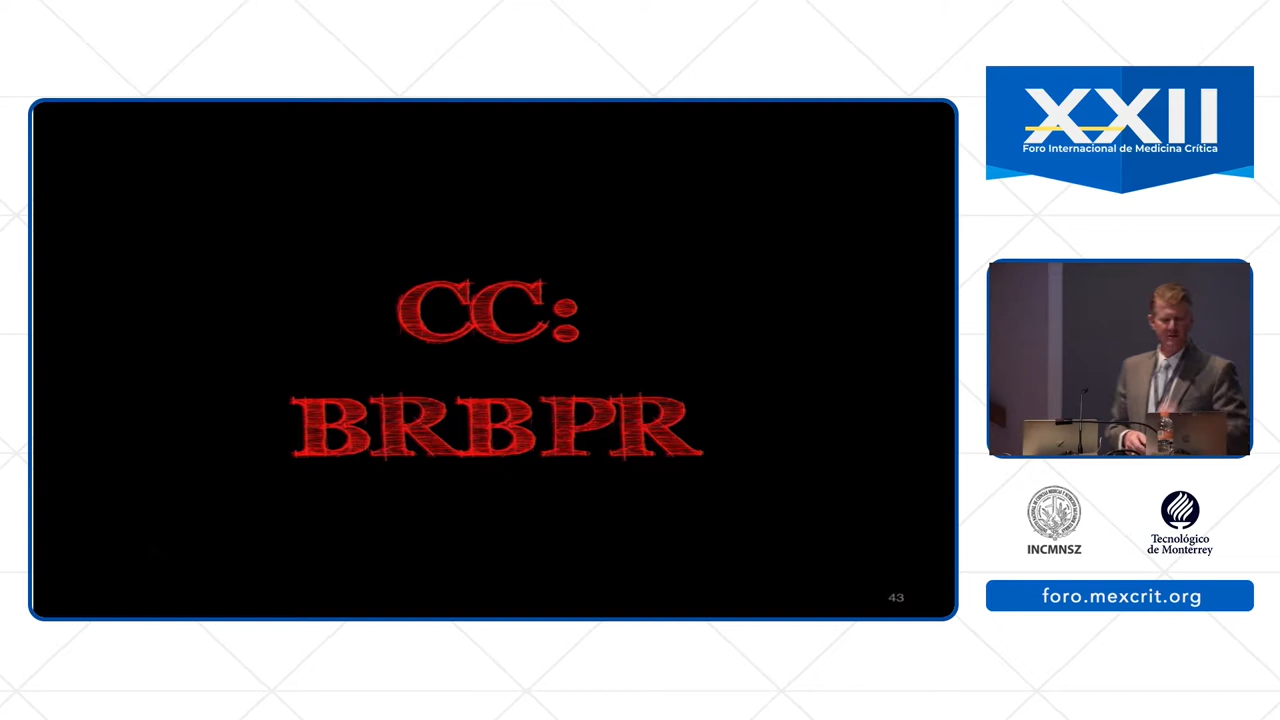 CC:
BRBPR
43
XXII
Foro Internacional de Medicina Crítica
INCMNSZ
Tecnológico
de Monterrey
foro.mexcrit.org